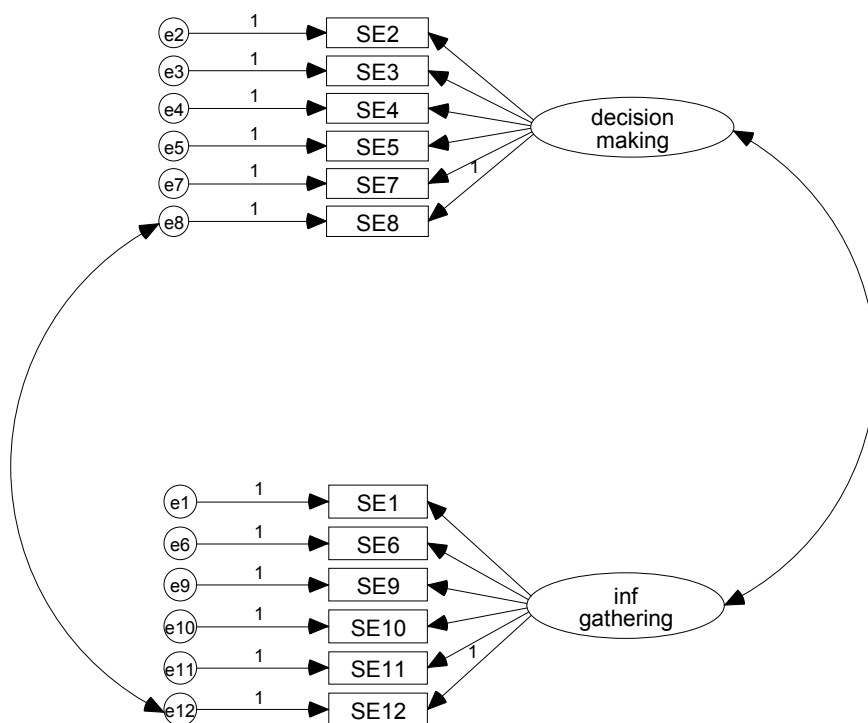 1
e2 SE2
1
e3 SE3
1
e4 SE4
decision
making
1
e5 SE5
1
e7 SE7
1
1
e8 SE8
1
e1 SE1
1
e6 SE6
1
e9 SE9
inf
gathering
1
e10 SE10
1
e11 SE11
1
1
e12 SE12